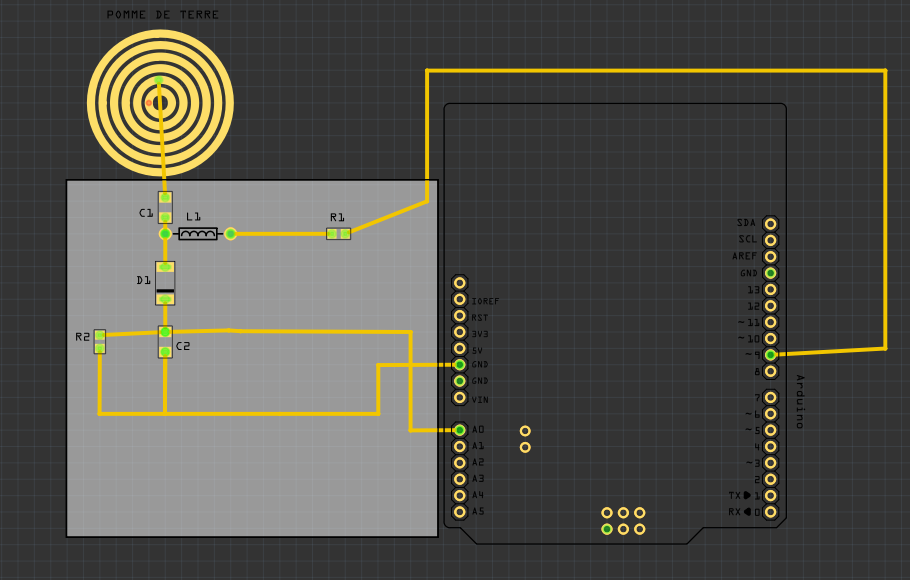 POMME DE TERRE
C1
L1
R1
D1
R2
C2
IOREF
RST
3V3
5V
GND
GND
VIN
A0
A1
A2
A3
A4
A5
SDA
SCL
AREF
GND
13
12
~11
~10
~9
8
7
~6
~5
4
~3
2
TX▶1
RX◀0
Arduino